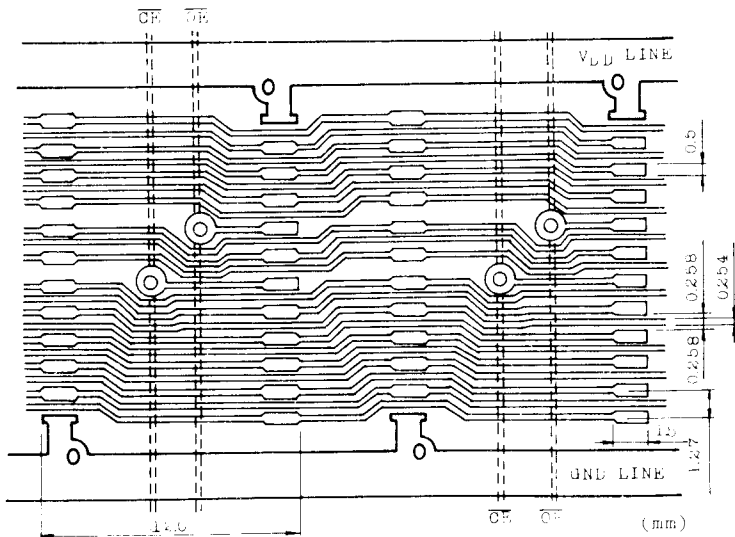 CE OE
VDD LINE
0.5
0.258
0.254
0.258
1.5
1.27
GND LINE
CE OE
(mm)